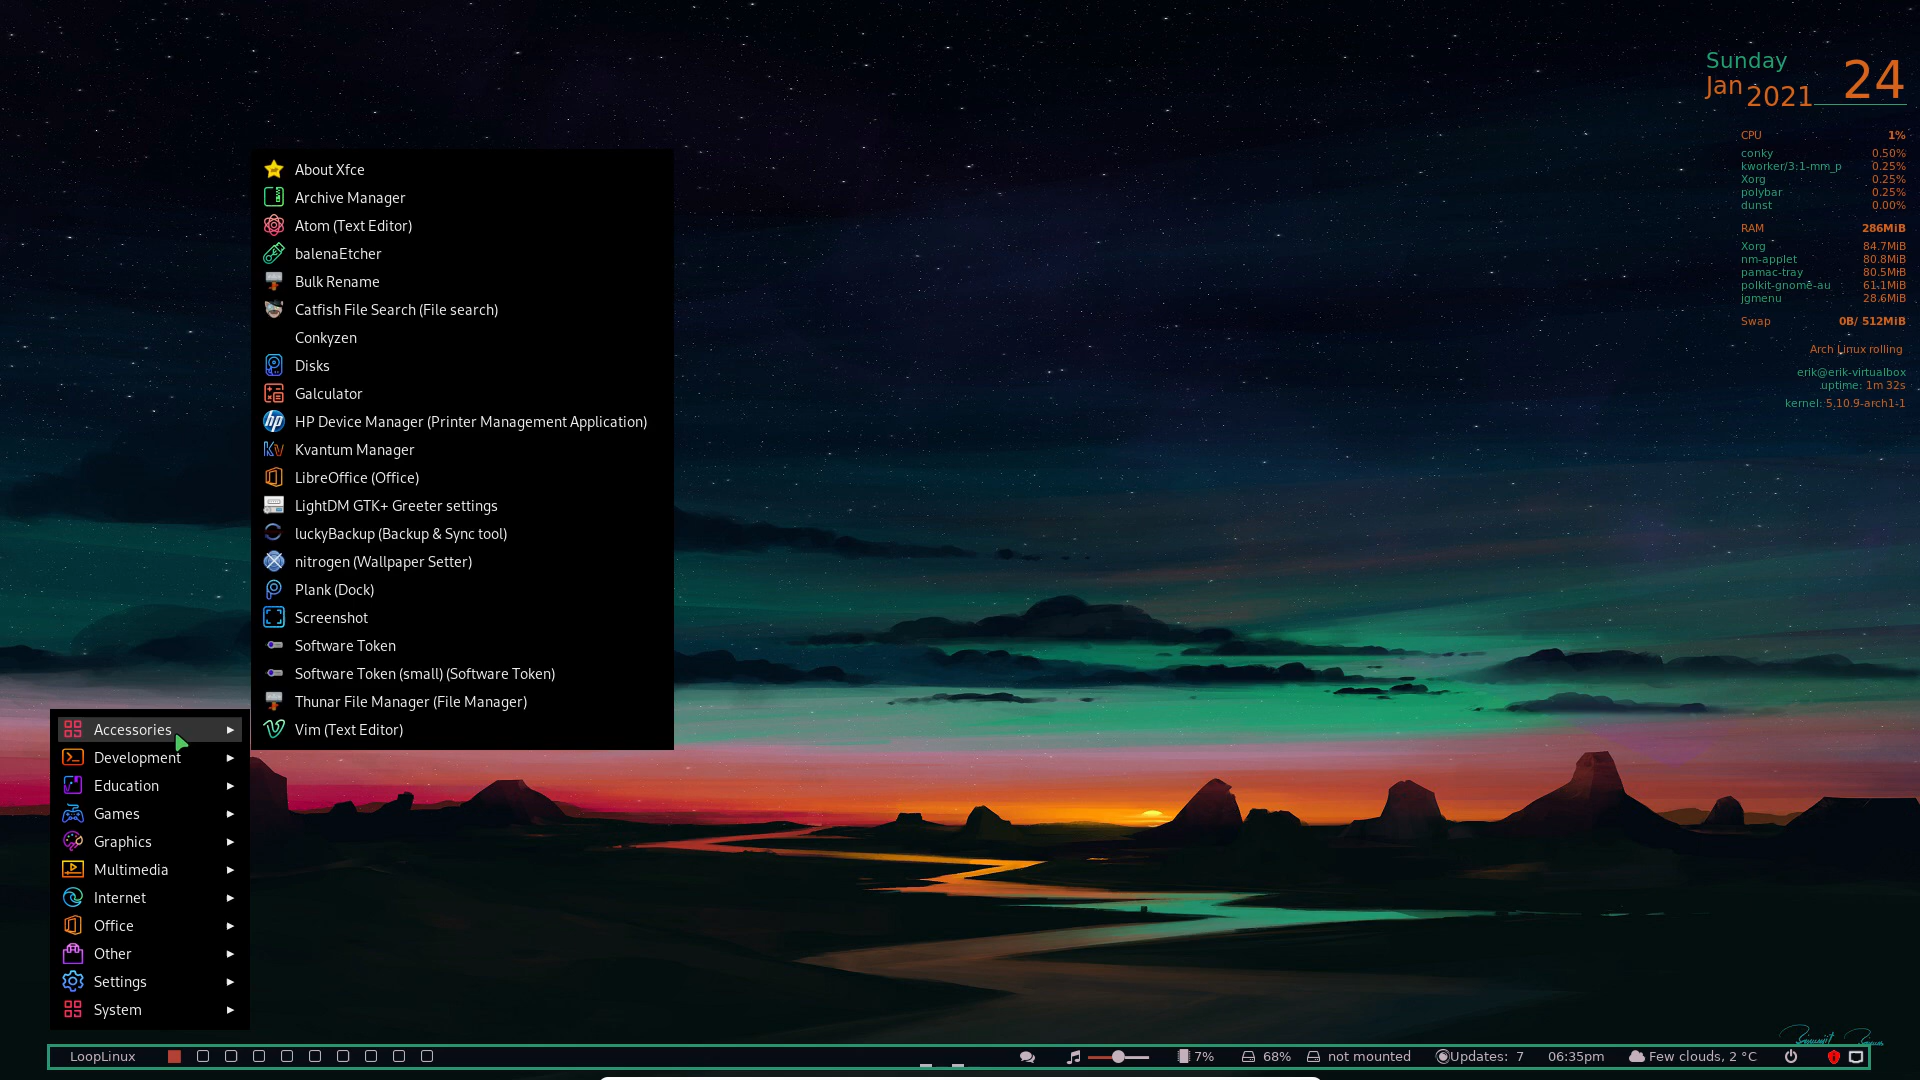 Sunday
Jan 2021 24
CPU 1%
conky 0.50%
kworker/3:1-mm_p 0.25%
Xorg 0.25%
polybar 0.25%
dunst 0.00%
RAM 286MiB
Xorg 84.7MiB
nm-applet 80.8MiB
pamac-tray 80.5MiB
polkit-gnome-au 61.1MiB
jgmenu 28.6MiB
Swap 0B/ 512MiB
Arch Linux rolling
erik@erik-virtualbox
uptime: 1m 32s
kernel: 5.10.9-arch1-1
About Xfce
Archive Manager
Atom (Text Editor)
balenaEtcher
Bulk Rename
Catfish File Search (File search)
Conkyzen
Disks
Galculator
hp
HP Device Manager (Printer Management Application)
Kvantum Manager
LibreOffice (Office)
LightDM GTK+ Greeter settings
luckyBackup (Backup & Sync tool)
nitrogen (Wallpaper Setter)
Plank (Dock)
Screenshot
Software Token
Software Token (small) (Software Token)
Thunar File Manager (File Manager)
Vim (Text Editor)
Accessories
Development
Education
Games
Graphics
Multimedia
Internet
Office
Other
Settings
System
LoopLinux 7% 68% not mounted Updates: 7 06:35pm Few clouds, 2 °C